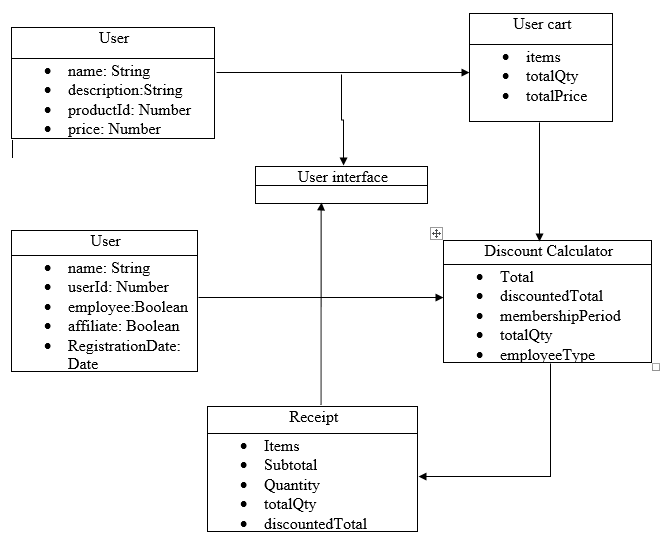 User
• name: String
• description:String
• productId: Number
• price: Number
User cart
• items
• totalQty
• totalPrice
User interface
User
• name: String
• userId: Number
• employee:Boolean
• affiliate: Boolean
• RegistrationDate:
Date
Discount Calculator
• Total
• discountedTotal
• membershipPeriod
• totalQty
• employeeType
Receipt
• Items
• Subtotal
• Quantity
• totalQty
• discountedTotal